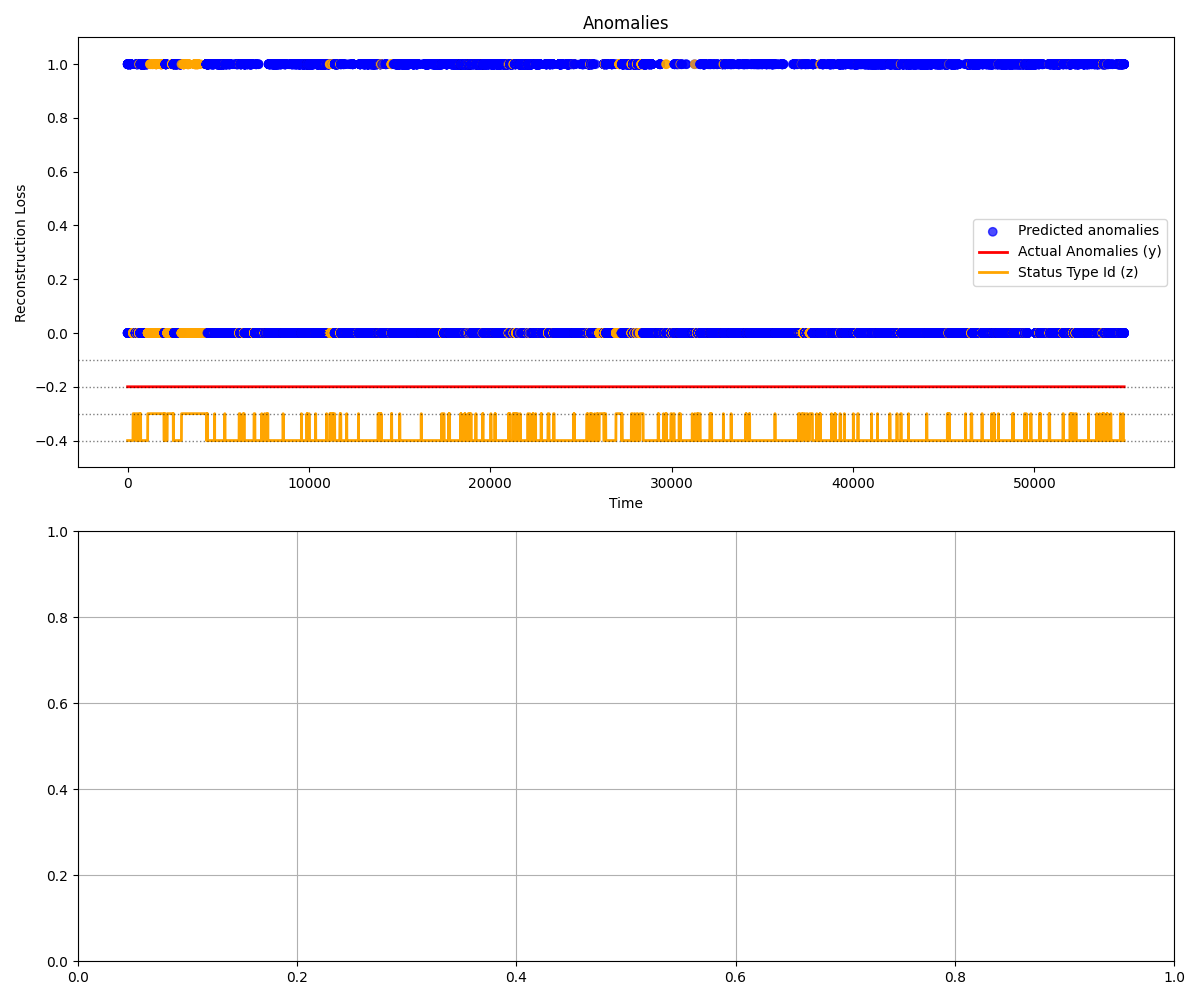 Anomalies
1.0
0.8
0.6
0.4
0.2
0.0
−0.2
−0.4
Reconstruction Loss
Predicted anomalies
Actual Anomalies (y)
Status Type Id (z)
0 10000 20000 30000 40000 50000
Time
1.0
0.8
0.6
0.4
0.2
0.0
0.0 0.2 0.4 0.6 0.8 1.0